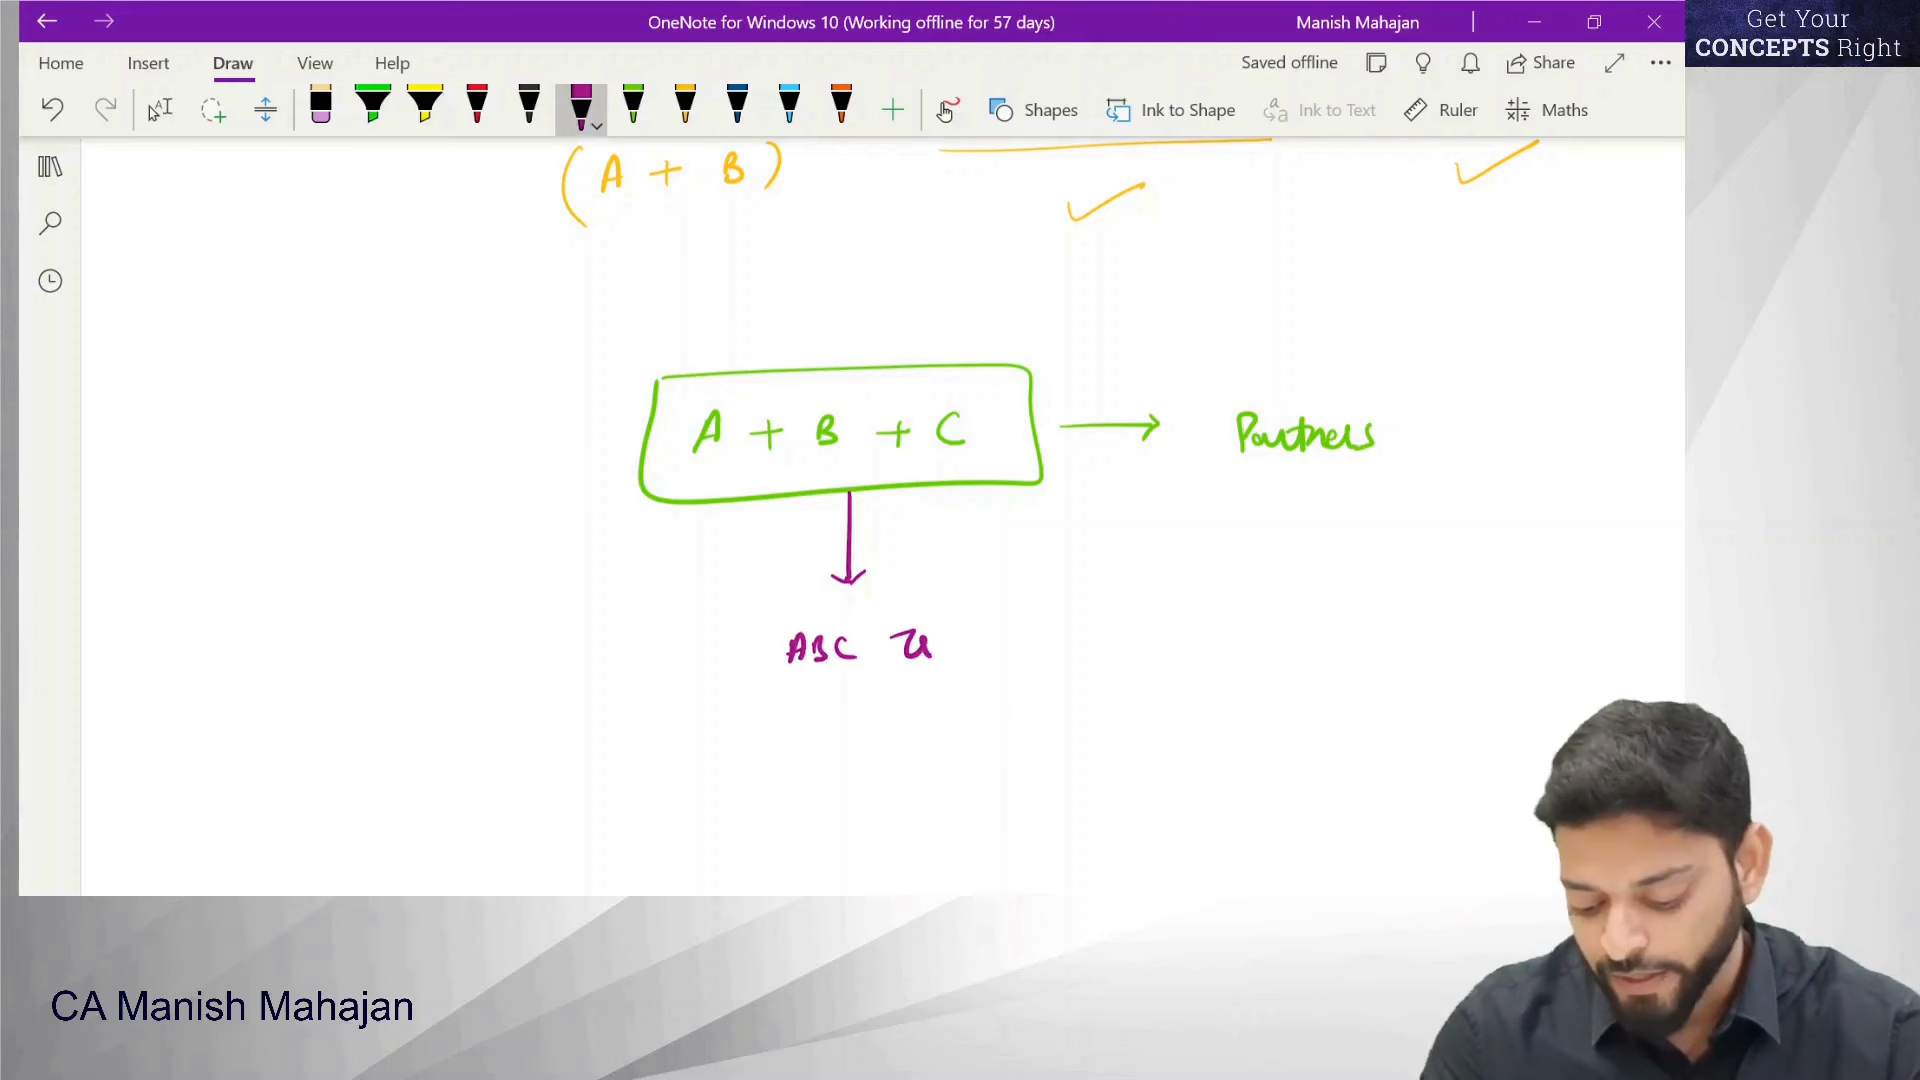 OneNote for Windows 10 (Working offline for 57 days)
Manish Mahajan
Get Your
CONCEPTS Right
Home Insert Draw View Help
Saved offline
Share
Shapes
Ink to Shape
Ink to Text
Ruler
Maths
(A + B)
A + B + C → Partners
ABC
CA Manish Mahajan